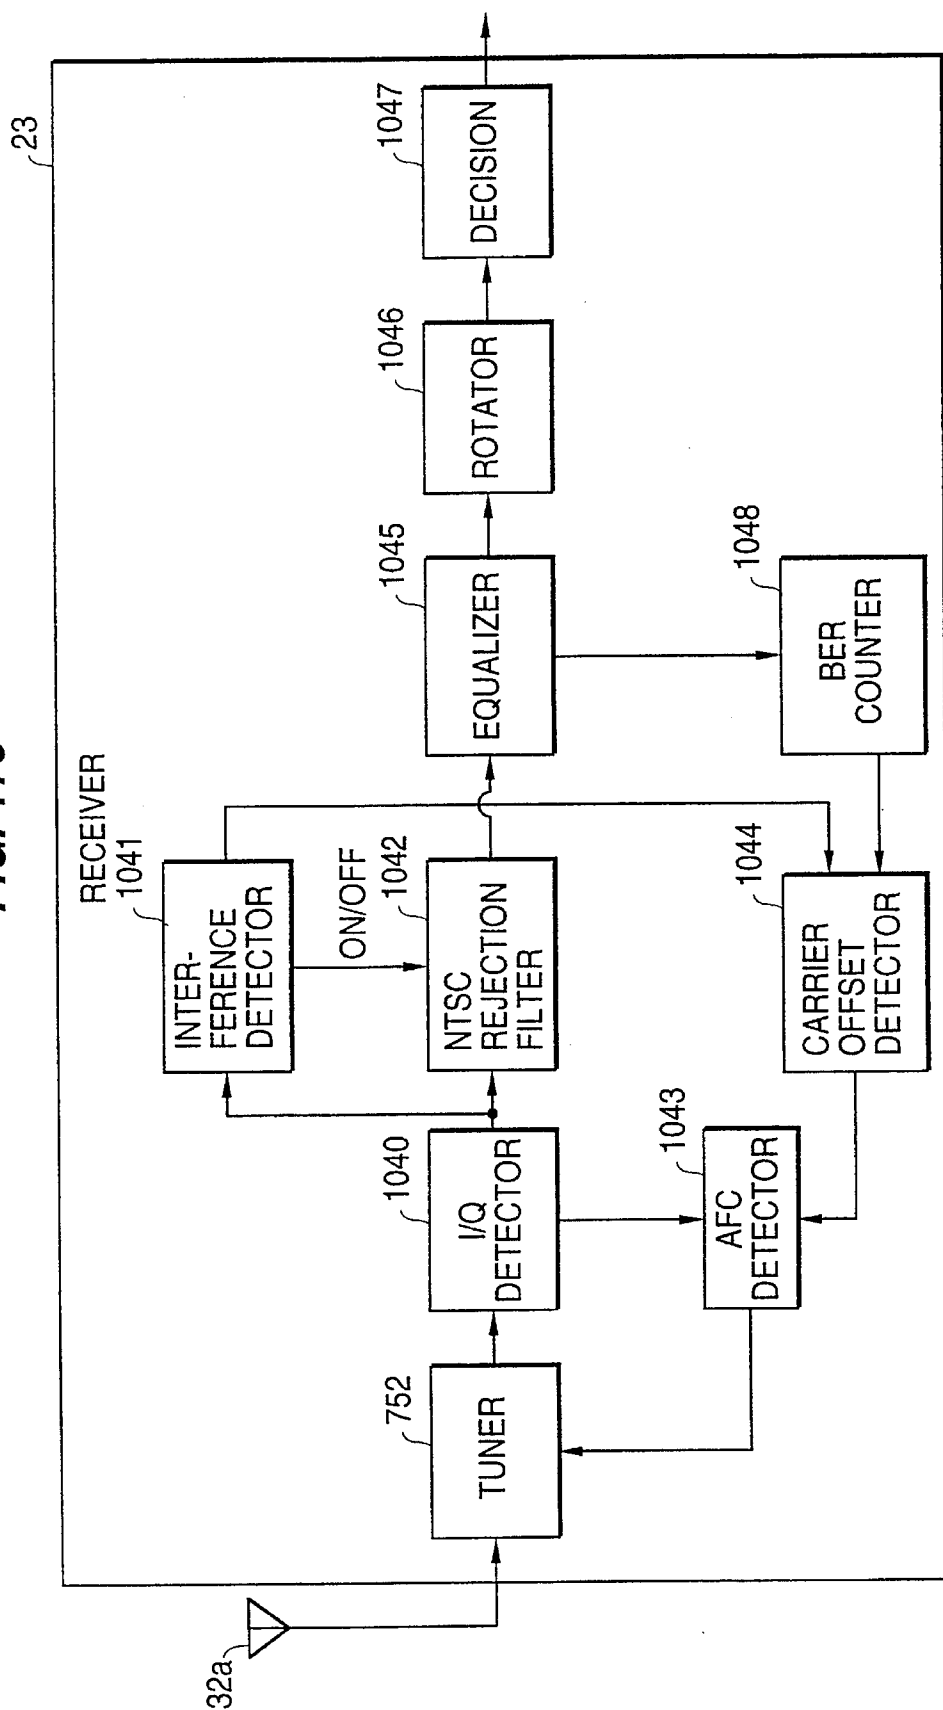 23
RECEIVER
1041
INTER-
FERENCE
DETECTOR
ON/OFF
32a
752
TUNER
1040
I/Q
DETECTOR
1042
NTSC
REJECTION
FILTER
1045
EQUALIZER
1046
ROTATOR
1047
DECISION
1043
AFC
DETECTOR
1044
CARRIER
OFFSET
DETECTOR
1048
BER
COUNTER